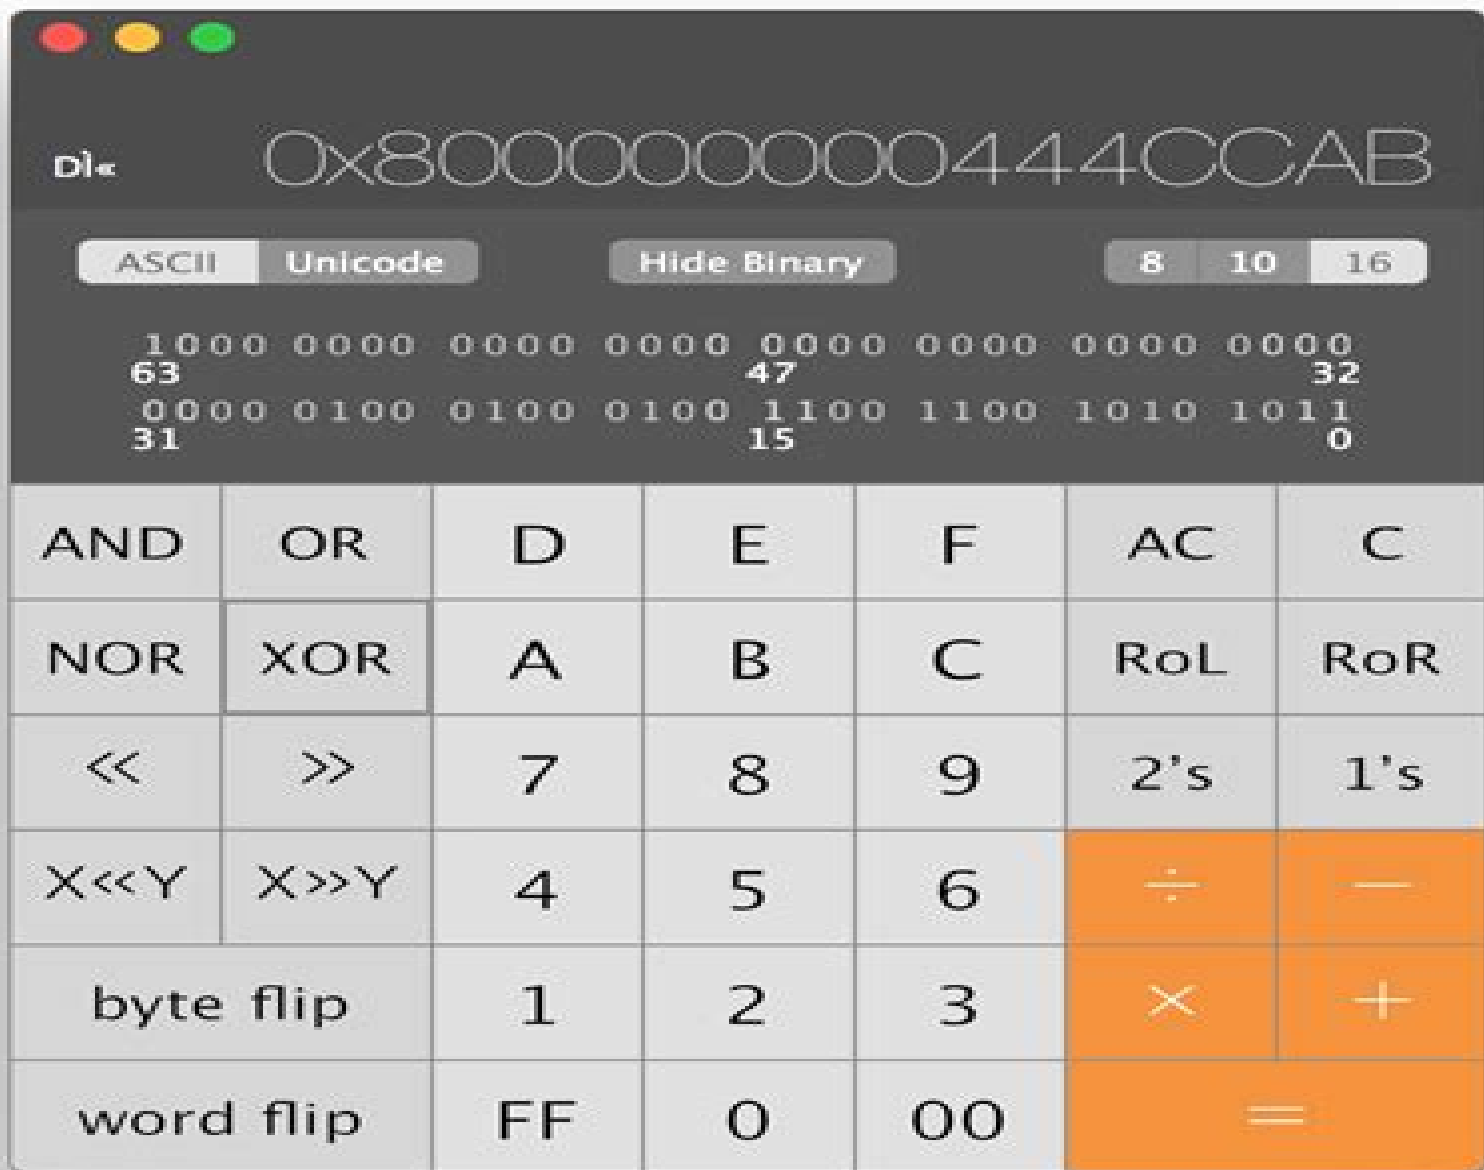 Dì«
0x800000000444CCAB
ASCII Unicode Hide Binary 8 10 16
1000 0000 0000 0000 0000 0000 0000 0000
63 47 32
0000 0100 0100 0100 1100 1100 1010 1011
31 15 0
AND OR D E F AC C
NOR XOR A B C RoL RoR
<< >> 7 8 9 2's 1's
X<<Y X>>Y 4 5 6 ÷ −
byte flip 1 2 3 × +
word flip FF 0 00 =